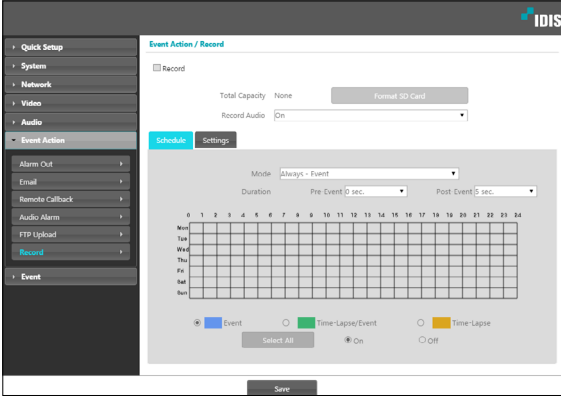 IDIS
Quick Setup
System
Network
Video
Audio
Event Action
Alarm Out
Email
Remote Callback
Audio Alarm
FTP Upload
Record
Event
Event Action / Record
Record
Total Capacity None Format SD Card
Record Audio On
Schedule Settings
Mode Always - Event
Duration Pre Event 0 sec. Post Event 5 sec.
0 1 2 3 4 5 6 7 8 9 10 11 12 13 14 15 16 17 18 19 20 21 22 23 24
Mon
Tue
Wed
Thu
Fri
Sat
Sun
Event Time-Lapse/Event Time-Lapse
Select All On Off
Save